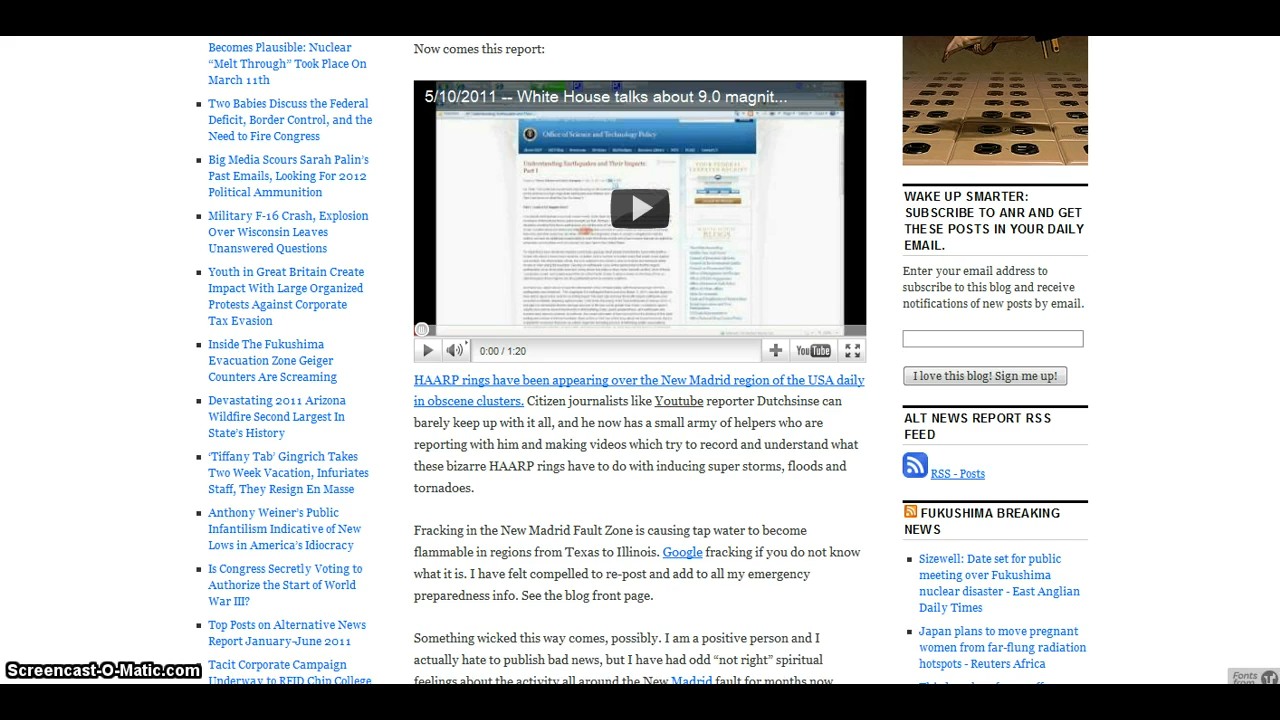 Becomes Plausible: Nuclear
“Melt Through” Took Place On
March 11th
Two Babies Discuss the Federal
Deficit, Border Control, and the
Need to Fire Congress
Big Media Scours Sarah Palin’s
Past Emails, Looking For 2012
Political Ammunition
Military F-16 Crash, Explosion
Over Wisconsin Leaves
Unanswered Questions
Youth in Great Britain Create
Impact With Large Organized
Protests Against Corporate
Tax Evasion
Inside The Fukushima
Evacuation Zone Geiger
Counters Are Screaming
Devastating 2011 Arizona
Wildfire Second Largest In
State’s History
‘Tiffany Tab’ Gingrich Takes
Two Week Vacation, Infuriates
Staff, They Resign En Masse
Anthony Weiner’s Public
Infantilism Indicative of New
Lows in America’s Idiocracy
Is Congress Secretly Voting to
Authorize the Start of World
War III?
Top Posts on Alternative News
Report January-June 2011
Tacit Corporate Campaign
Underway to RFID Chip College
Screencast-O-Matic.com
Now comes this report:
5/10/2011 -- White House talks about 9.0 magnit...
Office of Science and Technology Policy
Understanding Earthquakes and Their Impacts
Part I
0:00 / 1:20
YouTube
HAARP rings have been appearing over the New Madrid region of the USA daily
in obscene clusters. Citizen journalists like Youtube reporter Dutchsinse can
barely keep up with it all, and he now has a small army of helpers who are
reporting with him and making videos which try to record and understand what
these bizarre HAARP rings have to do with inducing super storms, floods and
tornadoes.
Fracking in the New Madrid Fault Zone is causing tap water to become
flammable in regions from Texas to Illinois. Google fracking if you do not know
what it is. I have felt compelled to re-post and add to all my emergency
preparedness info. See the blog front page.
Something wicked this way comes, possibly. I am a positive person and I
actually hate to publish bad news, but I have had odd “not right” spiritual
feelings about the activity all around the New Madrid fault for months now
WAKE UP SMARTER:
SUBSCRIBE TO ANR AND GET
THESE POSTS IN YOUR DAILY
EMAIL.
Enter your email address to
subscribe to this blog and receive
notifications of new posts by email.
I love this blog! Sign me up!
ALT NEWS REPORT RSS
FEED
RSS - Posts
FUKUSHIMA BREAKING
NEWS
Sizewell: Date set for public
meeting over Fukushima
nuclear disaster - East Anglian
Daily Times
Japan plans to move pregnant
women from far-flung radiation
hotspots - Reuters Africa
Fonts
from